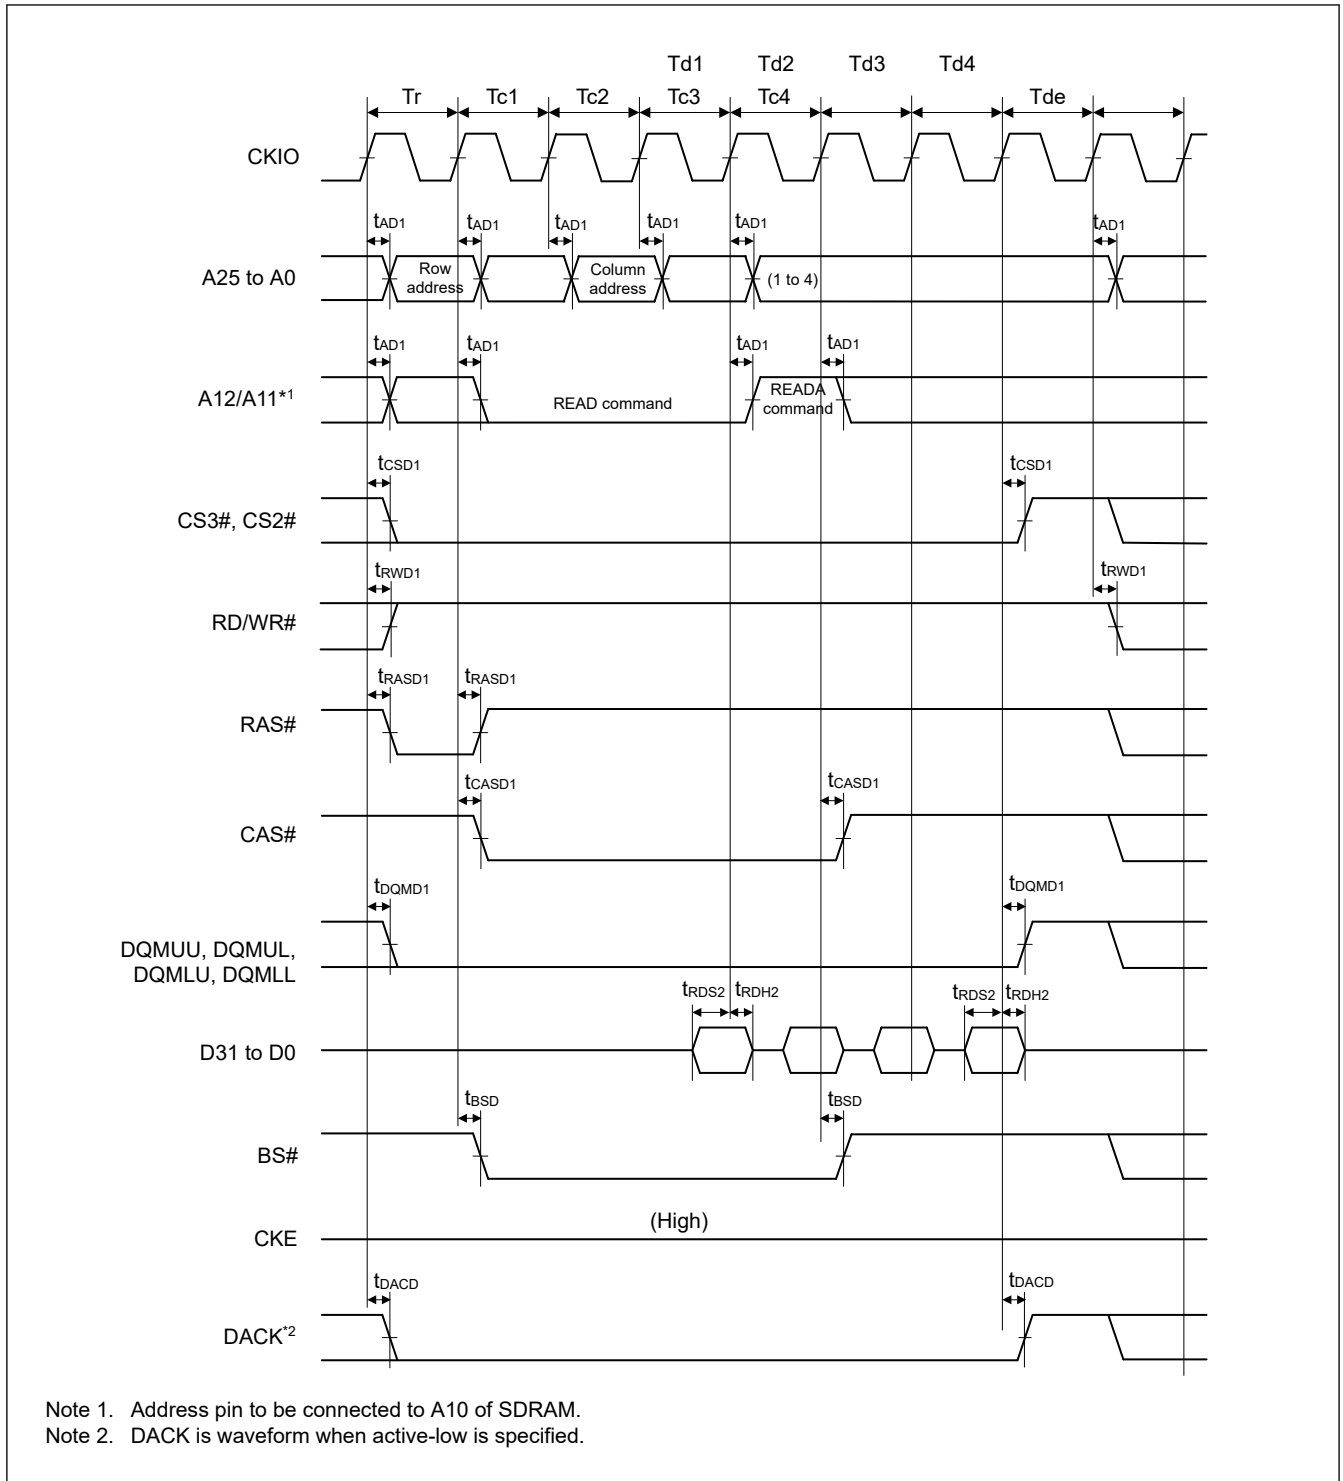 Td1 Td2 Td3 Td4
Tr Tc1 Tc2 Tc3 Tc4 Tde
CKIO
tAD1 tAD1 tAD1 tAD1 tAD1 tAD1
A25 to A0
Row
address
Column
address
(1 to 4)
tAD1 tAD1 tAD1 tAD1
A12/A11*1
READ command
READA
command
tCSD1 tCSD1
CS3#, CS2#
tRWD1 tRWD1
RD/WR#
tRASD1 tRASD1
RAS#
tCASD1 tCASD1
CAS#
tDQMD1 tDQMD1
DQMUU, DQMUL,
DQMLU, DQMLL
tRDS2 tRDH2 tRDS2 tRDH2
D31 to D0
tBSD tBSD
BS#
(High)
CKE
tDACD tDACD
DACK*2
Note 1. Address pin to be connected to A10 of SDRAM.
Note 2. DACK is waveform when active-low is specified.